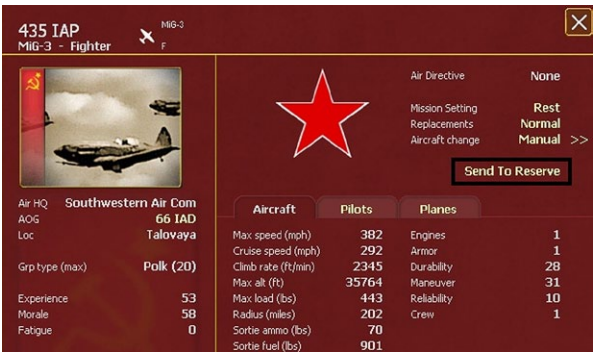 435 IAP
MiG-3 - Fighter
MiG-3
F
Air HQ Southwestern Air Com
AOG 66 IAD
Loc Talovaya
Grp type (max) Polk (20)
Experience 53
Morale 58
Fatigue 0
Air Directive None
Mission Setting Rest
Replacements Normal
Aircraft change Manual >>
Send To Reserve
Aircraft Pilots Planes
Max speed (mph) 382
Cruise speed (mph) 292
Climb rate (ft/min) 2345
Max alt (ft) 35764
Max load (lbs) 443
Radius (miles) 202
Sortie ammo (lbs) 70
Sortie fuel (lbs) 901
Engines 1
Armor 1
Durability 28
Maneuver 31
Reliability 10
Crew 1